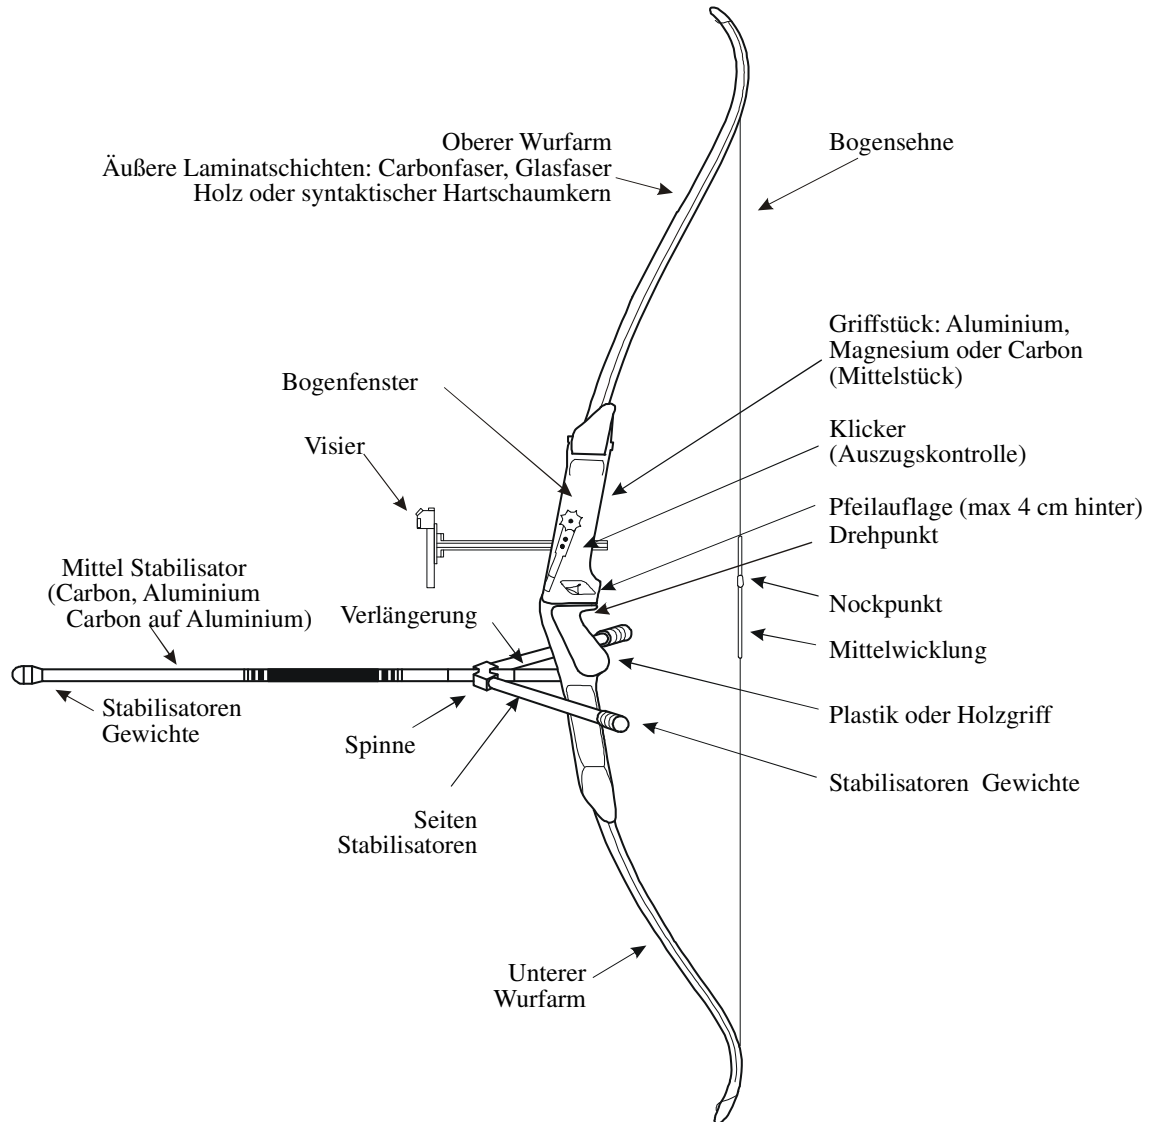 Oberer Wurfarm
Äußere Laminatschichten: Carbonfaser, Glasfaser
Holz oder syntaktischer Hartschaumkern
Bogensehne
Griffstück: Aluminium,
Magnesium oder Carbon
(Mittelstück)
Bogenfenster
Visier
Klicker
(Auszugskontrolle)
Pfeilauflage (max 4 cm hinter)
Drehpunkt
Mittel Stabilisator
(Carbon, Aluminium
Carbon auf Aluminium)
Verlängerung
Nockpunkt
Mittelwicklung
Stabilisatoren
Gewichte
Spinne
Plastik oder Holzgriff
Stabilisatoren  Gewichte
Seiten
Stabilisatoren
Unterer
Wurfarm